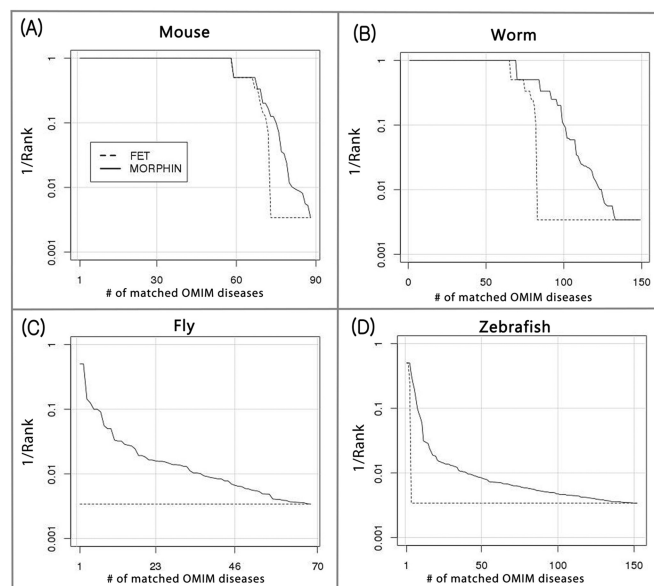 (A)
Mouse
1/Rank
1
0.1
0.01
0.001
FET
MORPHIN
1
30
60
90
# of matched OMIM diseases
(B)
Worm
1/Rank
1
0.1
0.01
0.001
0
50
100
150
# of matched OMIM diseases
(C)
Fly
1/Rank
1
0.1
0.01
0.001
1
23
46
70
# of matched OMIM diseases
(D)
Zebrafish
1/Rank
1
0.1
0.01
0.001
1
50
100
150
# of matched OMIM diseases